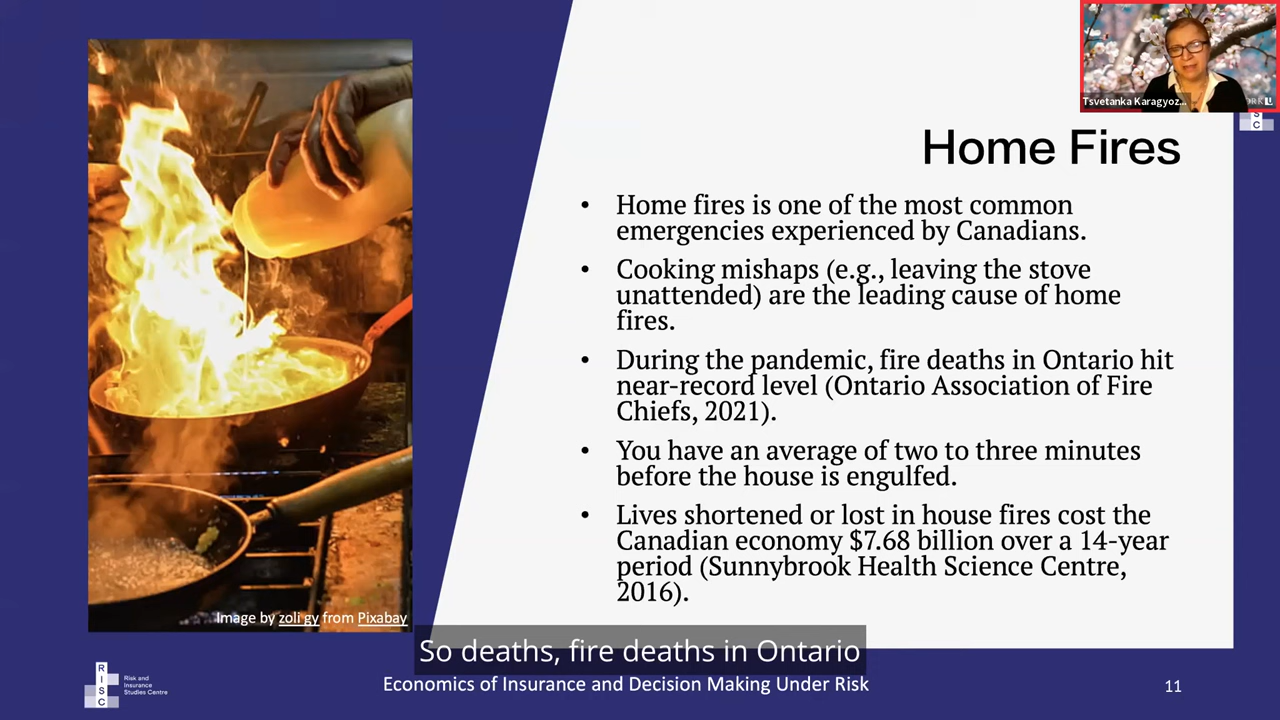 Tsvetanka Karagyoz...
Home Fires
• Home fires is one of the most common
emergencies experienced by Canadians.
• Cooking mishaps (e.g., leaving the stove
unattended) are the leading cause of home
fires.
• During the pandemic, fire deaths in Ontario hit
near-record level (Ontario Association of Fire
Chiefs, 2021).
• You have an average of two to three minutes
before the house is engulfed.
• Lives shortened or lost in house fires cost the
Canadian economy $7.68 billion over a 14-year
period (Sunnybrook Health Science Centre,
2016).
Image by zoli gy from Pixabay
So deaths, fire deaths in Ontario
R
I
S
C
Risk and
Insurance
Studies Centre
Economics of Insurance and Decision Making Under Risk
11